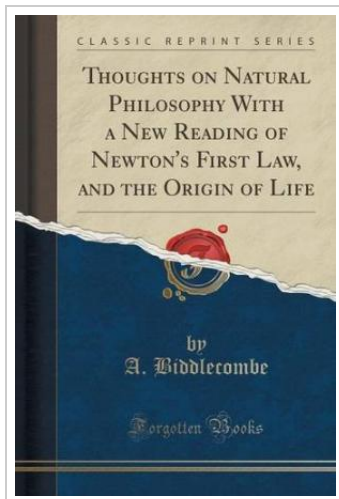 CLASSIC REPRINT SERIES
THOUGHTS ON NATURAL
PHILOSOPHY WITH
A NEW READING OF
NEWTON'S FIRST LAW,
AND THE ORIGIN OF LIFE
by
A. Biddlecombe
Forgotten Books